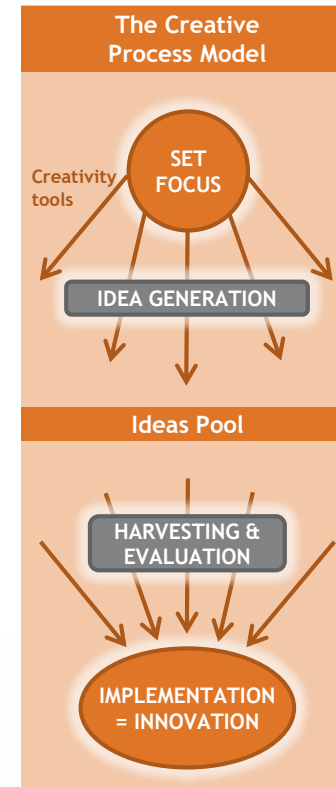 The Creative
Process Model
SET
FOCUS
Creativity
tools
IDEA GENERATION
Ideas Pool
HARVESTING &
EVALUATION
IMPLEMENTATION
= INNOVATION